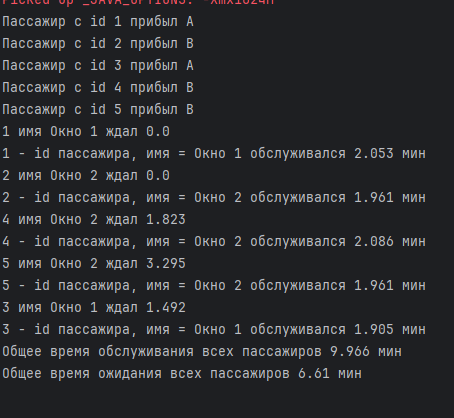 Picked up _JAVA_OPTIONS: -Xmx1024M
Пассажир с id 1 прибыл A
Пассажир с id 2 прибыл B
Пассажир с id 3 прибыл A
Пассажир с id 4 прибыл B
Пассажир с id 5 прибыл B
1 имя Окно 1 ждал 0.0
1 - id пассажира, имя = Окно 1 обслуживался 2.053 мин
2 имя Окно 2 ждал 0.0
2 - id пассажира, имя = Окно 2 обслуживался 1.961 мин
4 имя Окно 2 ждал 1.823
4 - id пассажира, имя = Окно 2 обслуживался 2.086 мин
5 имя Окно 2 ждал 3.295
5 - id пассажира, имя = Окно 2 обслуживался 1.961 мин
3 имя Окно 1 ждал 1.492
3 - id пассажира, имя = Окно 1 обслуживался 1.905 мин
Общее время обслуживания всех пассажиров 9.966 мин
Общее время ожидания всех пассажиров 6.61 мин